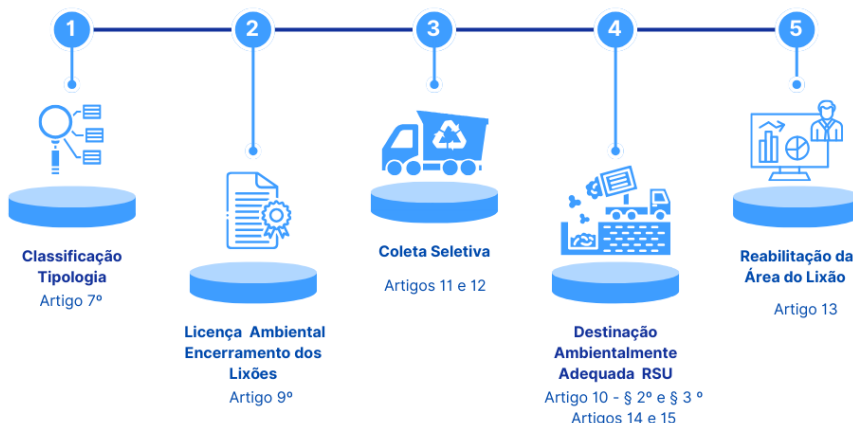 1
2
3
4
5
Classificação
Tipologia
Artigo 7º
Licença Ambiental
Encerramento dos
Lixões
Artigo 9º
Coleta Seletiva
Artigos 11 e 12
Destinação
Ambientalmente
Adequada RSU
Artigo 10 - § 2º e § 3 º
Artigos 14 e 15
Reabilitação da
Área do Lixão
Artigo 13